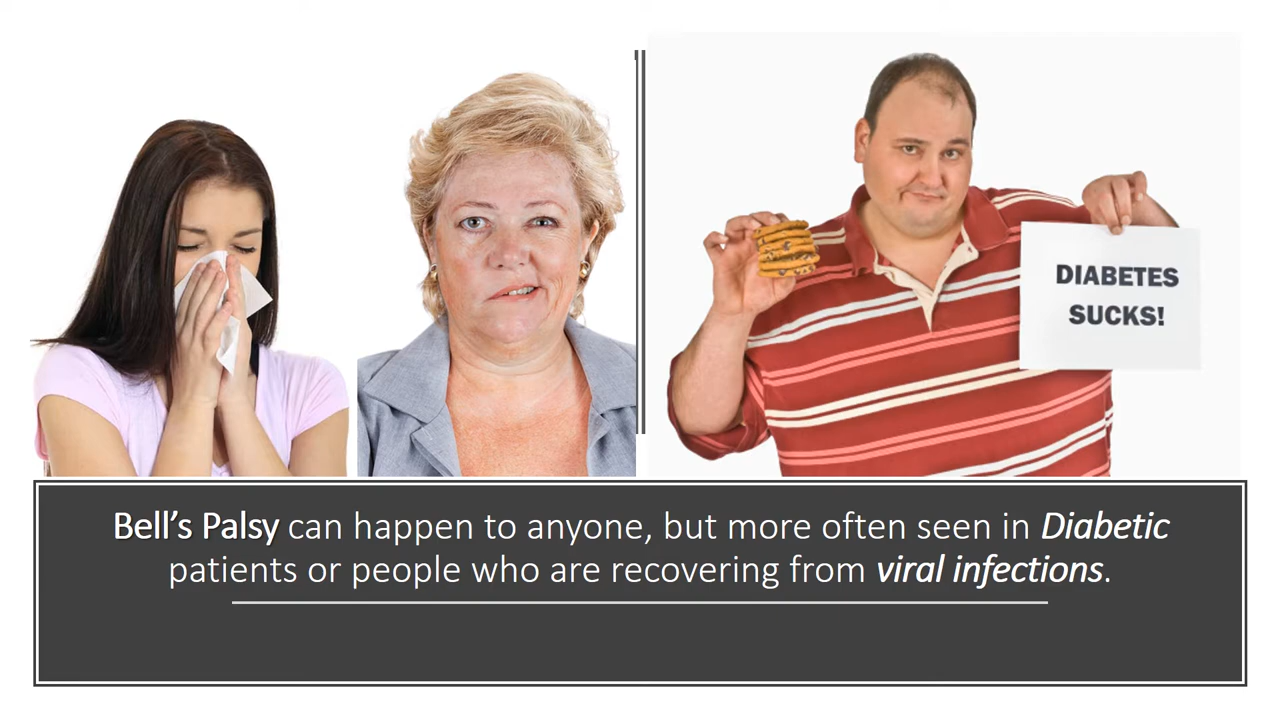 DIABETES
SUCKS!
Bell's Palsy can happen to anyone, but more often seen in Diabetic
patients or people who are recovering from viral infections.